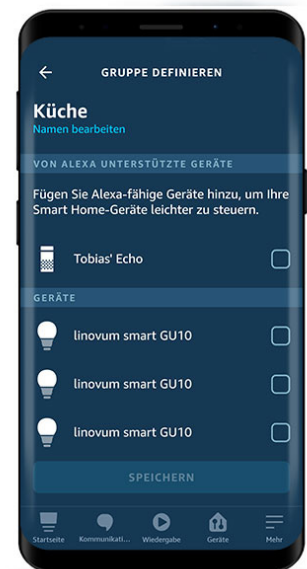 GRUPPE DEFINIEREN
Küche
Namen bearbeiten
VON ALEXA UNTERSTÜTZTE GERÄTE
Fügen Sie Alexa-fähige Geräte hinzu, um Ihre
Smart Home-Geräte leichter zu steuern.
Tobias' Echo
GERÄTE
linovum smart GU10
linovum smart GU10
linovum smart GU10
SPEICHERN
Startseite Kommunikati... Wiedergabe Geräte Mehr